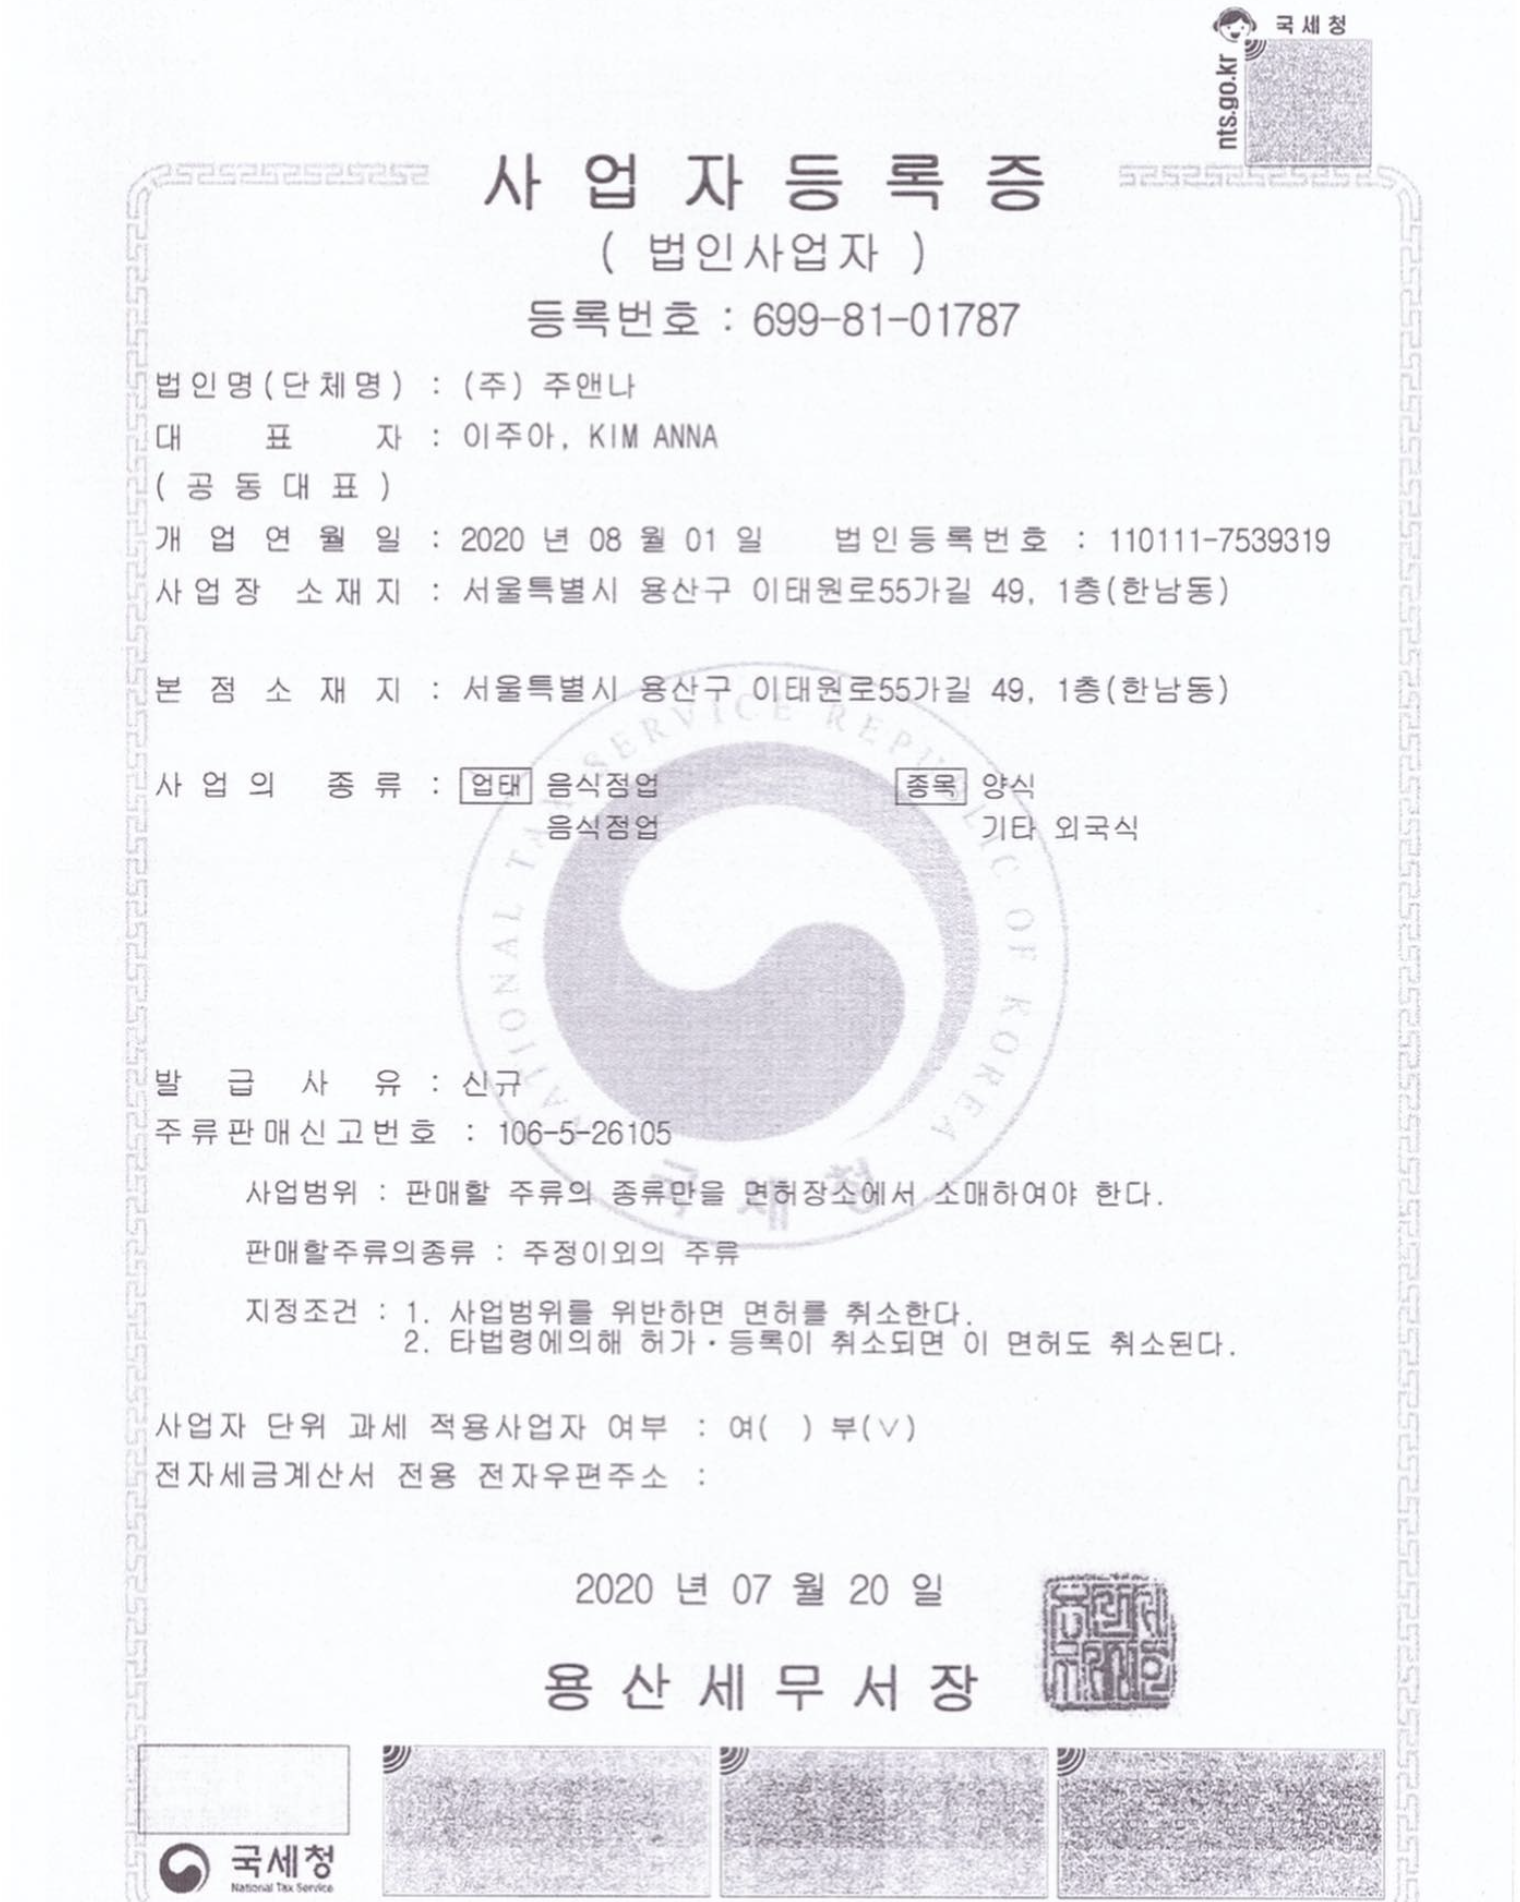 국세청
nts.go.kr
사업자등록증
( 법인사업자 )
등록번호 : 699-81-01787
법인명(단체명) : (주) 주앤나
대 표 자 : 이주아, KIM ANNA
(공동대표)
개 업 연 월 일 : 2020 년 08 월 01 일 법인등록번호 : 110111-7539319
사업장 소재지 : 서울특별시 용산구 이태원로55가길 49, 1층(한남동)
본 점 소 재 지 : 서울특별시 용산구 이태원로55가길 49, 1층(한남동)
사업의 종류 : 업태 음식점업 종목 양식
음식점업 기타 외국식
NATIONAL TAX SERVICE REPUBLIC OF KOREA
국세청
발 급 사 유 : 신규
주류판매신고번호 : 106-5-26105
사업범위 : 판매할 주류의 종류만을 면허장소에서 소매하여야 한다.
판매할주류의종류 : 주정이외의 주류
지정조건 : 1. 사업범위를 위반하면 면허를 취소한다.
2. 타법령에의해 허가·등록이 취소되면 이 면허도 취소된다.
사업자 단위 과세 적용사업자 여부 : 여( ) 부(∨)
전자세금계산서 전용 전자우편주소 :
2020 년 07 월 20 일
용산세무서장
국세청
National Tax Service